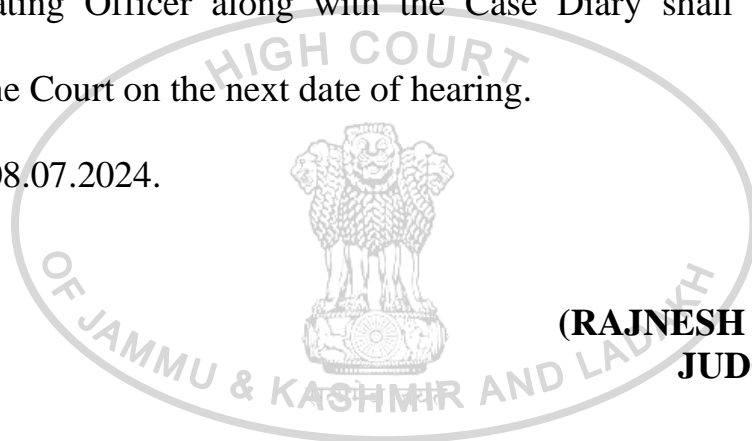 ating Officer along with the Case Diary shall
HIGH COURT
he Court on the next date of hearing.
08.07.2024.
OF JAMMU & KASHMIR AND LADAKH
(RAJNESH
JUD